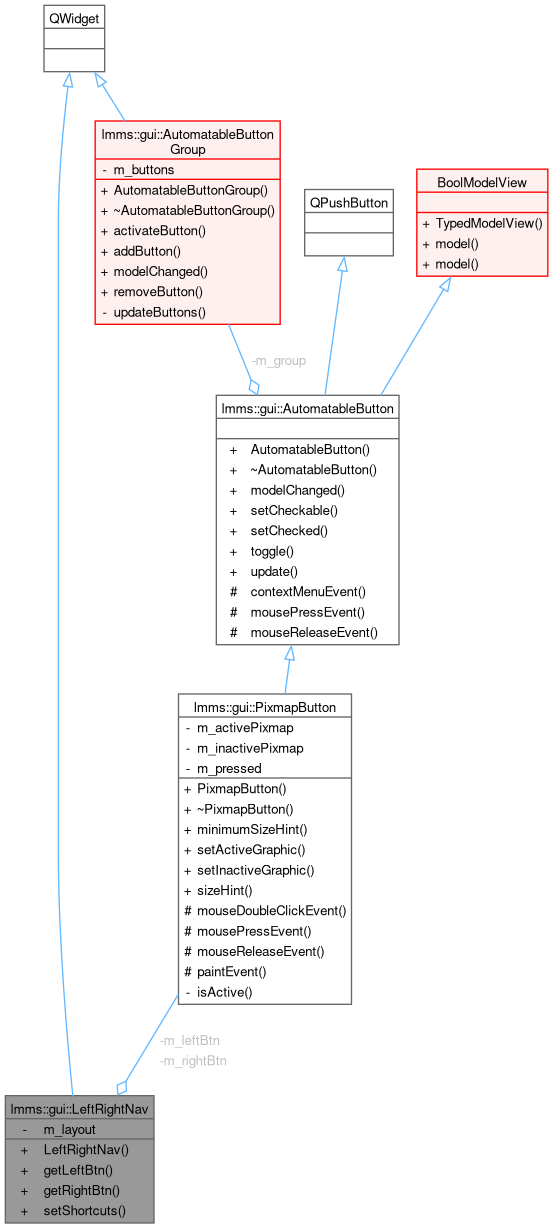 QWidget
lmms::gui::AutomatableButton
Group
- m_buttons
+ AutomatableButtonGroup()
+ ~AutomatableButtonGroup()
+ activateButton()
+ addButton()
+ modelChanged()
+ removeButton()
- updateButtons()
QPushButton
BoolModelView
+ TypedModelView()
+ model()
+ model()
-m_group
lmms::gui::AutomatableButton
+ AutomatableButton()
+ ~AutomatableButton()
+ modelChanged()
+ setCheckable()
+ setChecked()
+ toggle()
+ update()
# contextMenuEvent()
# mousePressEvent()
# mouseReleaseEvent()
lmms::gui::PixmapButton
- m_activePixmap
- m_inactivePixmap
- m_pressed
+ PixmapButton()
+ ~PixmapButton()
+ minimumSizeHint()
+ setActiveGraphic()
+ setInactiveGraphic()
+ sizeHint()
# mouseDoubleClickEvent()
# mousePressEvent()
# mouseReleaseEvent()
# paintEvent()
- isActive()
-m_leftBtn
-m_rightBtn
lmms::gui::LeftRightNav
- m_layout
+ LeftRightNav()
+ getLeftBtn()
+ getRightBtn()
+ setShortcuts()